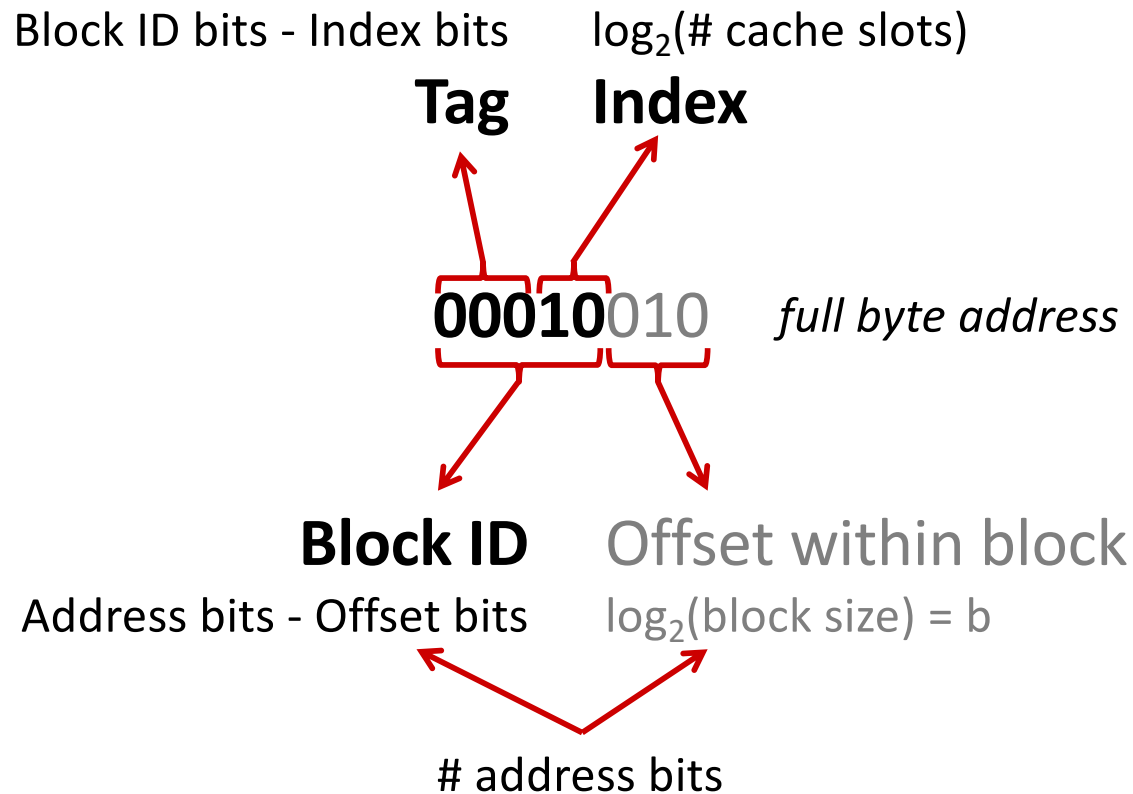 Block ID bits - Index bits log₂(# cache slots)
Tag Index
00010010 full byte address
Block ID Offset within block
Address bits - Offset bits log₂(block size) = b
# address bits